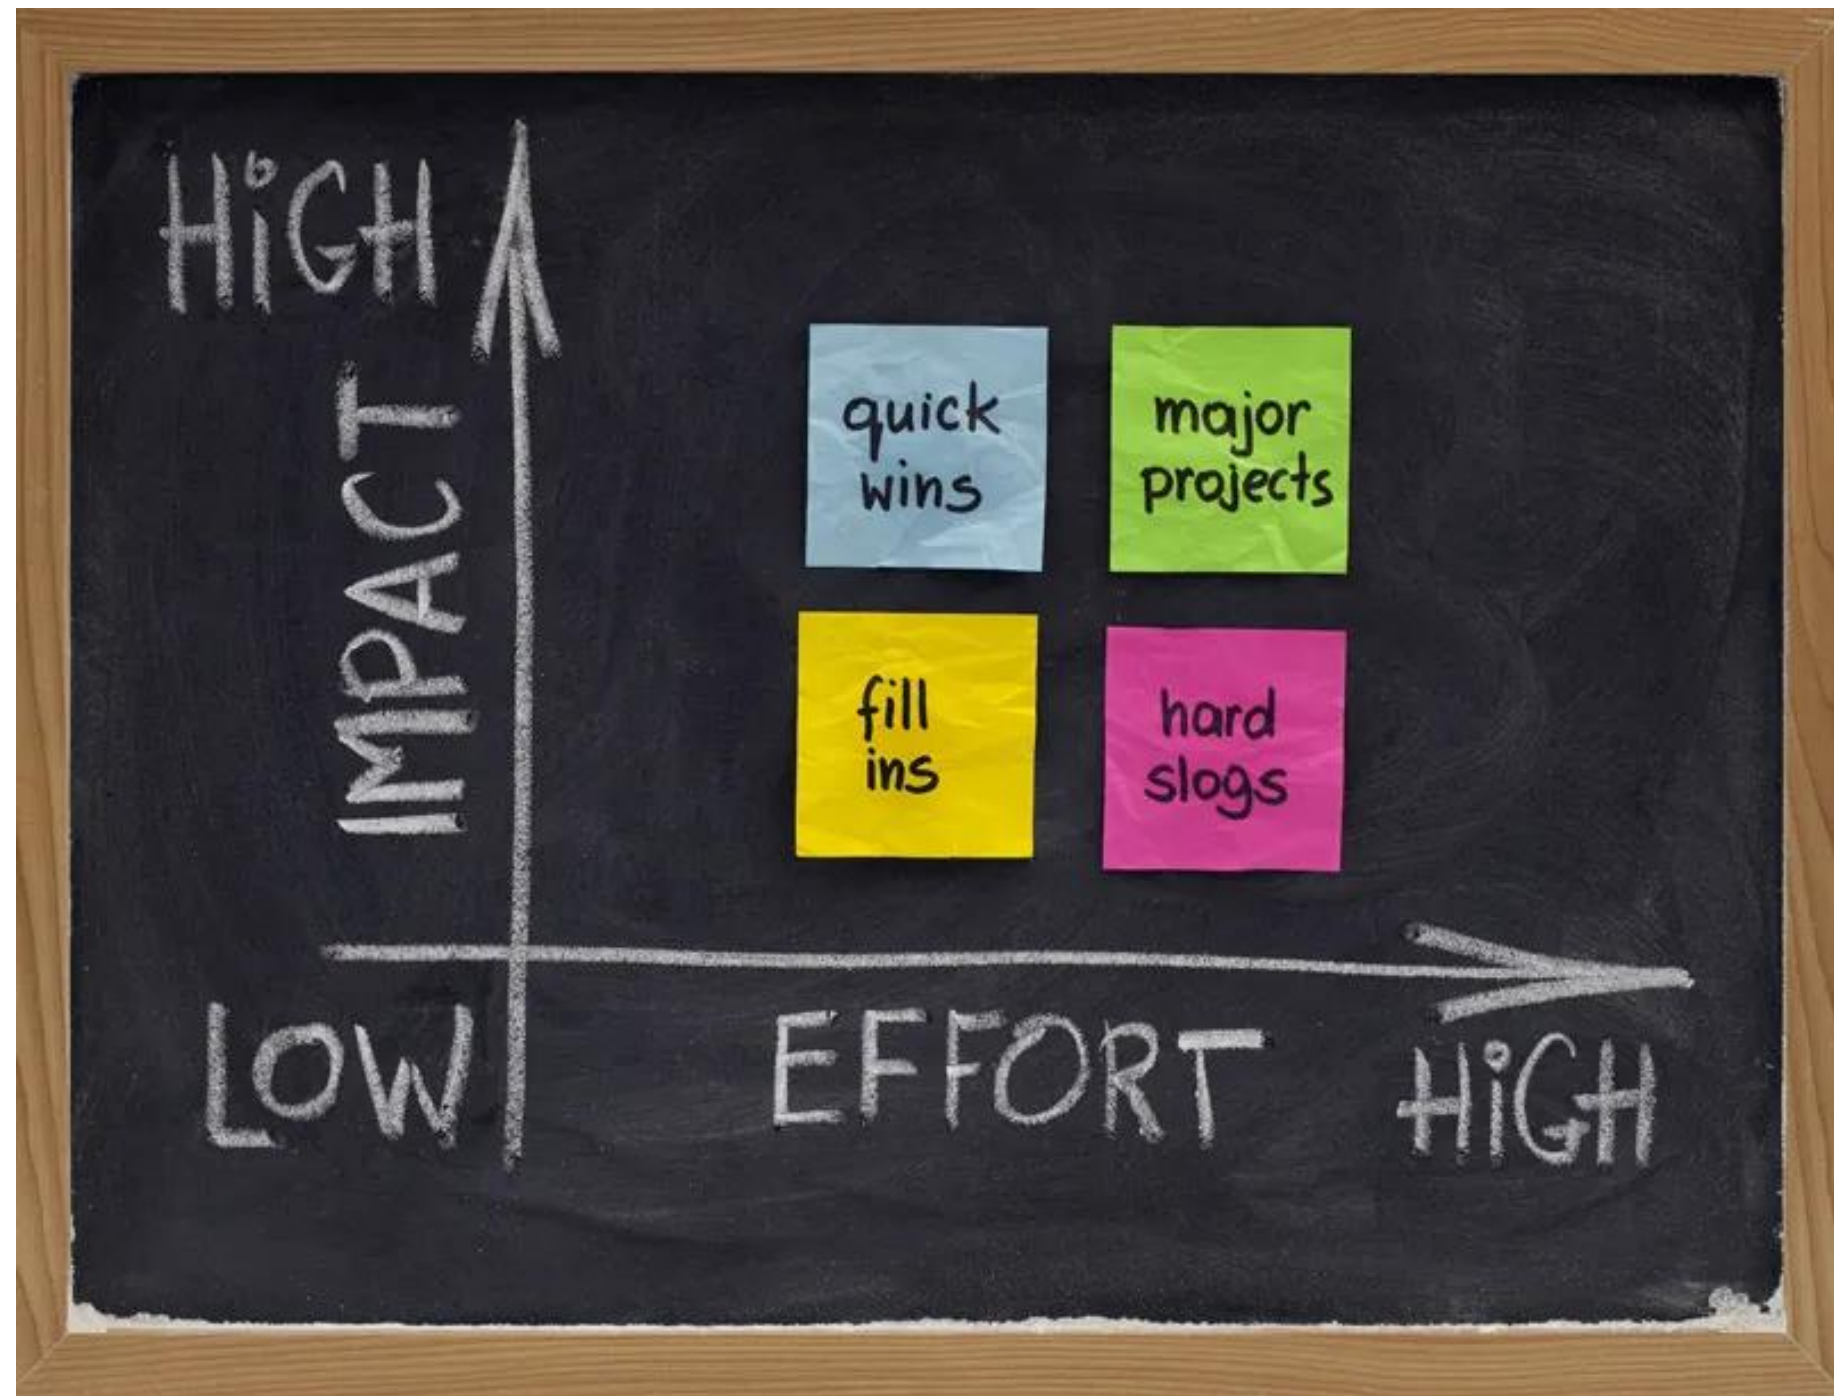 HiGH
IMPACT
quick
wins
major
projects
fill
ins
hard
slogs
LOW
EFFORT
HiGH